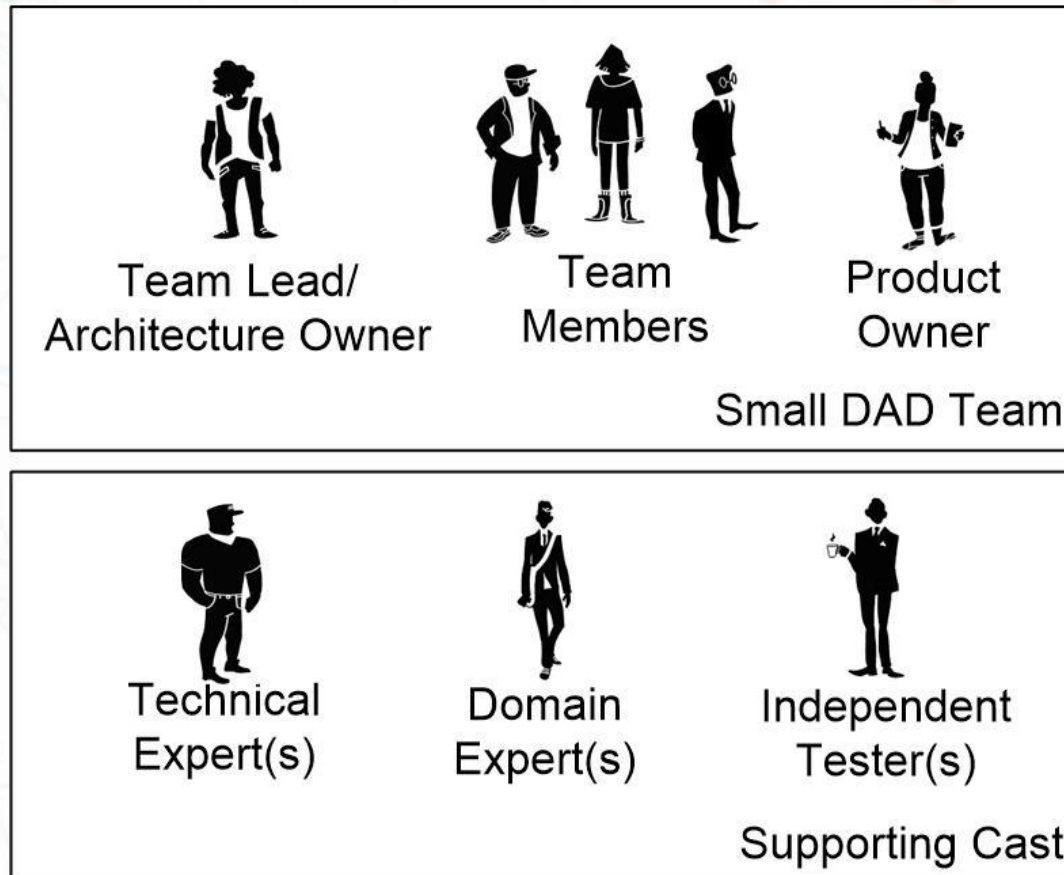 Team Lead/
Architecture Owner
Team
Members
Product
Owner
Small DAD Team
Technical
Expert(s)
Domain
Expert(s)
Independent
Tester(s)
Supporting Cast